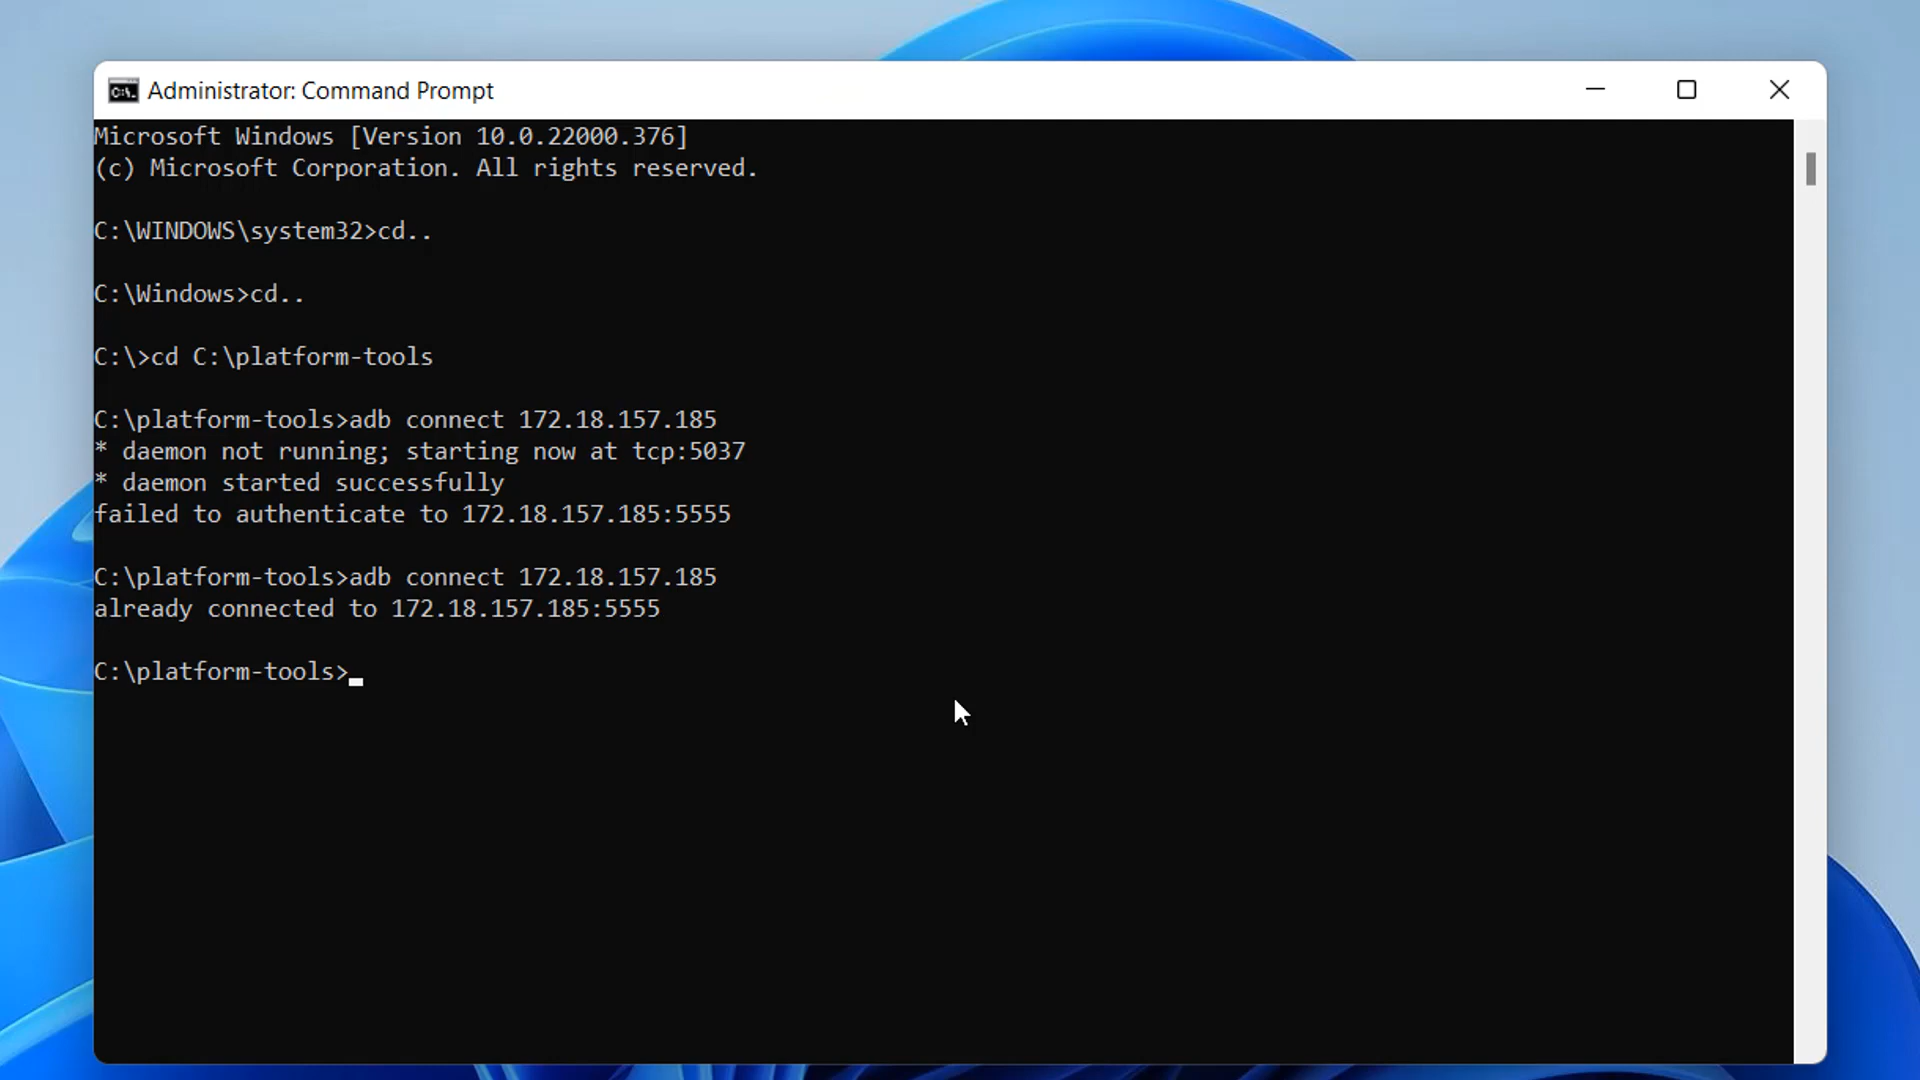 Administrator: Command Prompt
Microsoft Windows [Version 10.0.22000.376]
(c) Microsoft Corporation. All rights reserved.
C:\WINDOWS\system32>cd..
C:\Windows>cd..
C:\>cd C:\platform-tools
C:\platform-tools>adb connect 172.18.157.185
* daemon not running; starting now at tcp:5037
* daemon started successfully
failed to authenticate to 172.18.157.185:5555
C:\platform-tools>adb connect 172.18.157.185
already connected to 172.18.157.185:5555
C:\platform-tools>